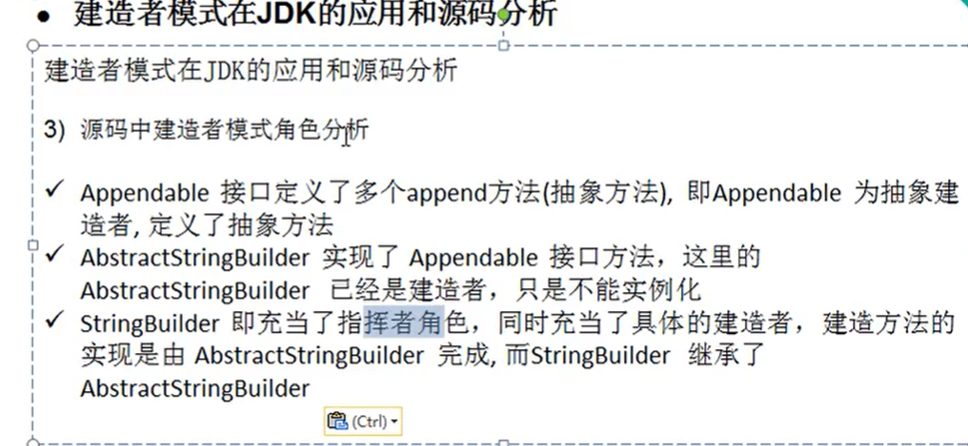 • 建造者模式在JDK的应用和源码分析
建造者模式在JDK的应用和源码分析
3) 源码中建造者模式角色分析
✓ Appendable 接口定义了多个append方法(抽象方法), 即Appendable 为抽象建
造者, 定义了抽象方法
✓ AbstractStringBuilder 实现了 Appendable 接口方法，这里的
AbstractStringBuilder 已经是建造者，只是不能实例化
✓ StringBuilder 即充当了指挥者角色，同时充当了具体的建造者，建造方法的
实现是由 AbstractStringBuilder 完成, 而StringBuilder 继承了
AbstractStringBuilder
(Ctrl)